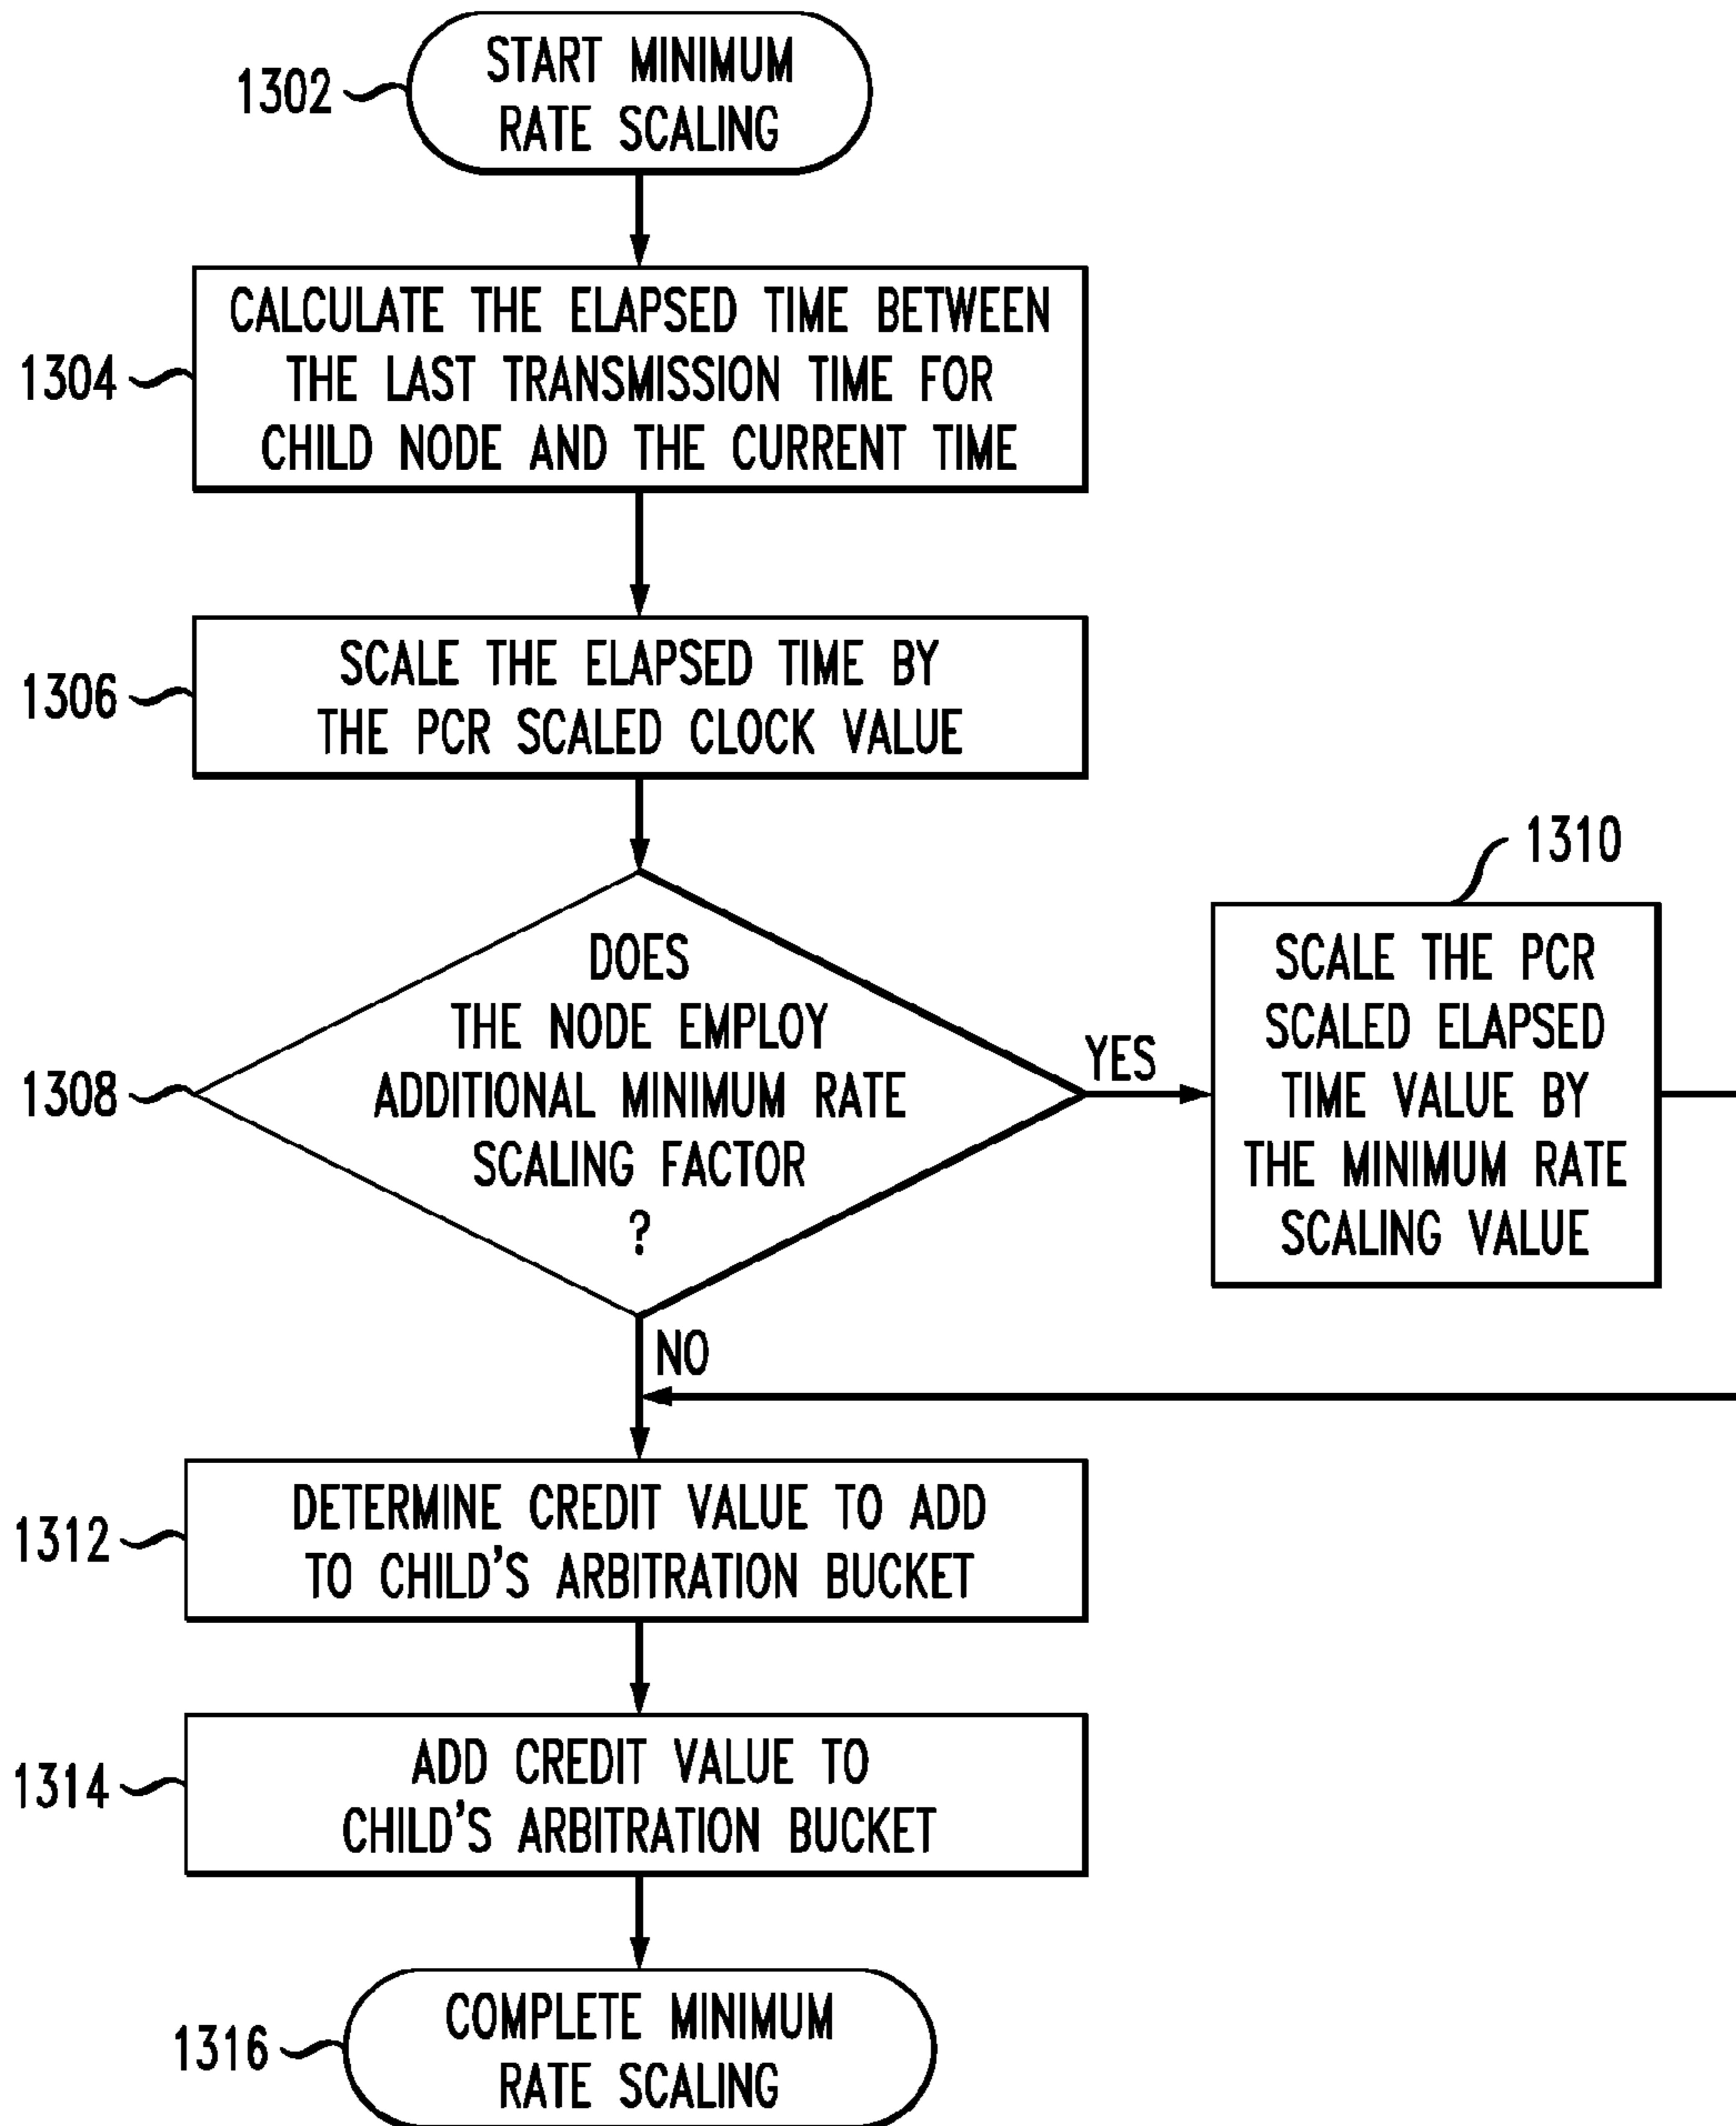 1302
START MINIMUM
RATE SCALING
1304
CALCULATE THE ELAPSED TIME BETWEEN
THE LAST TRANSMISSION TIME FOR
CHILD NODE AND THE CURRENT TIME
1306
SCALE THE ELAPSED TIME BY
THE PCR SCALED CLOCK VALUE
1308
DOES
THE NODE EMPLOY
ADDITIONAL MINIMUM RATE
SCALING FACTOR
?
YES
1310
SCALE THE PCR
SCALED ELAPSED
TIME VALUE BY
THE MINIMUM RATE
SCALING VALUE
NO
1312
DETERMINE CREDIT VALUE TO ADD
TO CHILD'S ARBITRATION BUCKET
1314
ADD CREDIT VALUE TO
CHILD'S ARBITRATION BUCKET
1316
COMPLETE MINIMUM
RATE SCALING